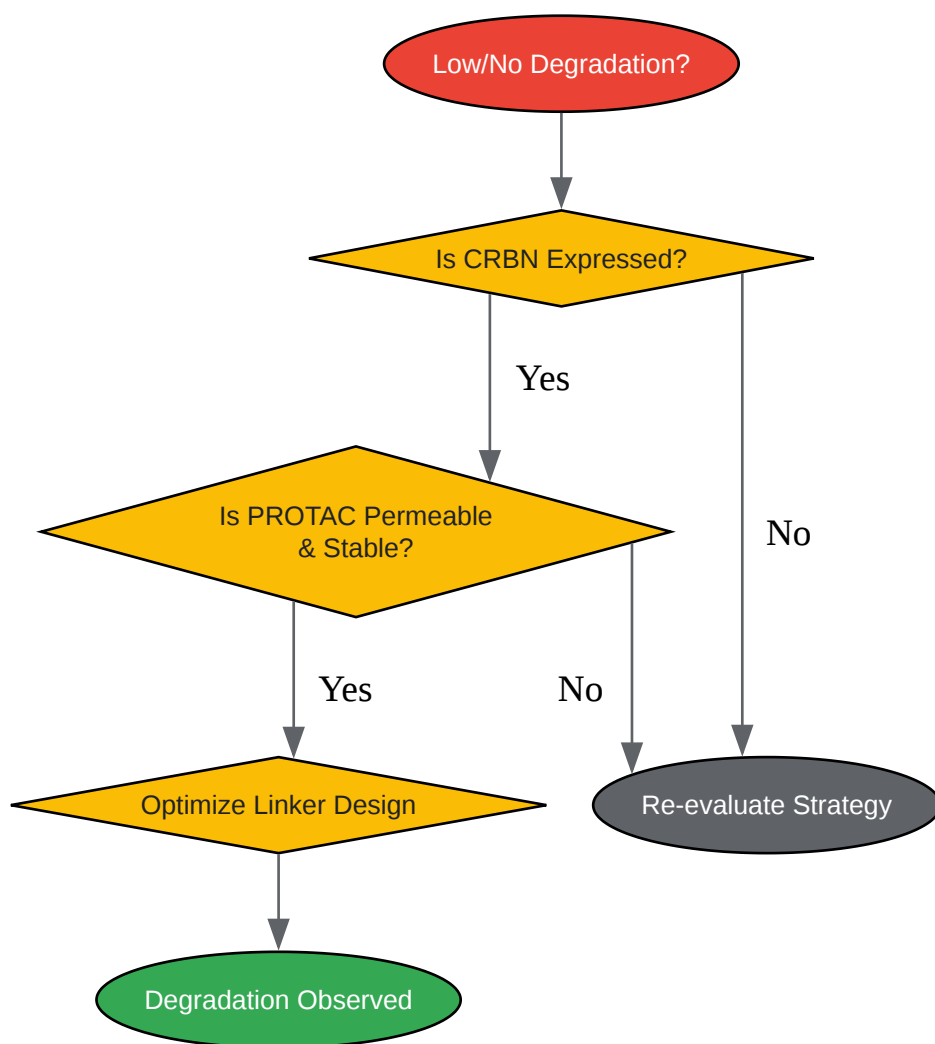 Low/No Degradation?
Is CRBN Expressed?
Yes
Is PROTAC Permeable
& Stable?
No
Yes
No
Optimize Linker Design
Re-evaluate Strategy
Degradation Observed